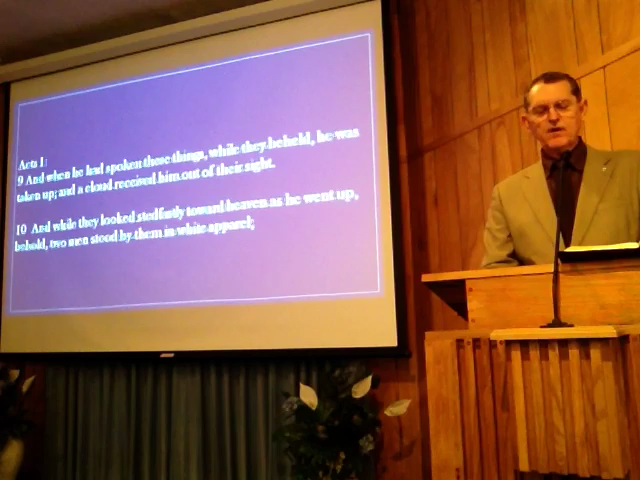 Acts 1:
9 And when he had spoken these things, while they beheld, he was
taken up; and a cloud received him out of their sight.
10 And while they looked stedfastly toward heaven as he went up,
behold, two men stood by them in white apparel;